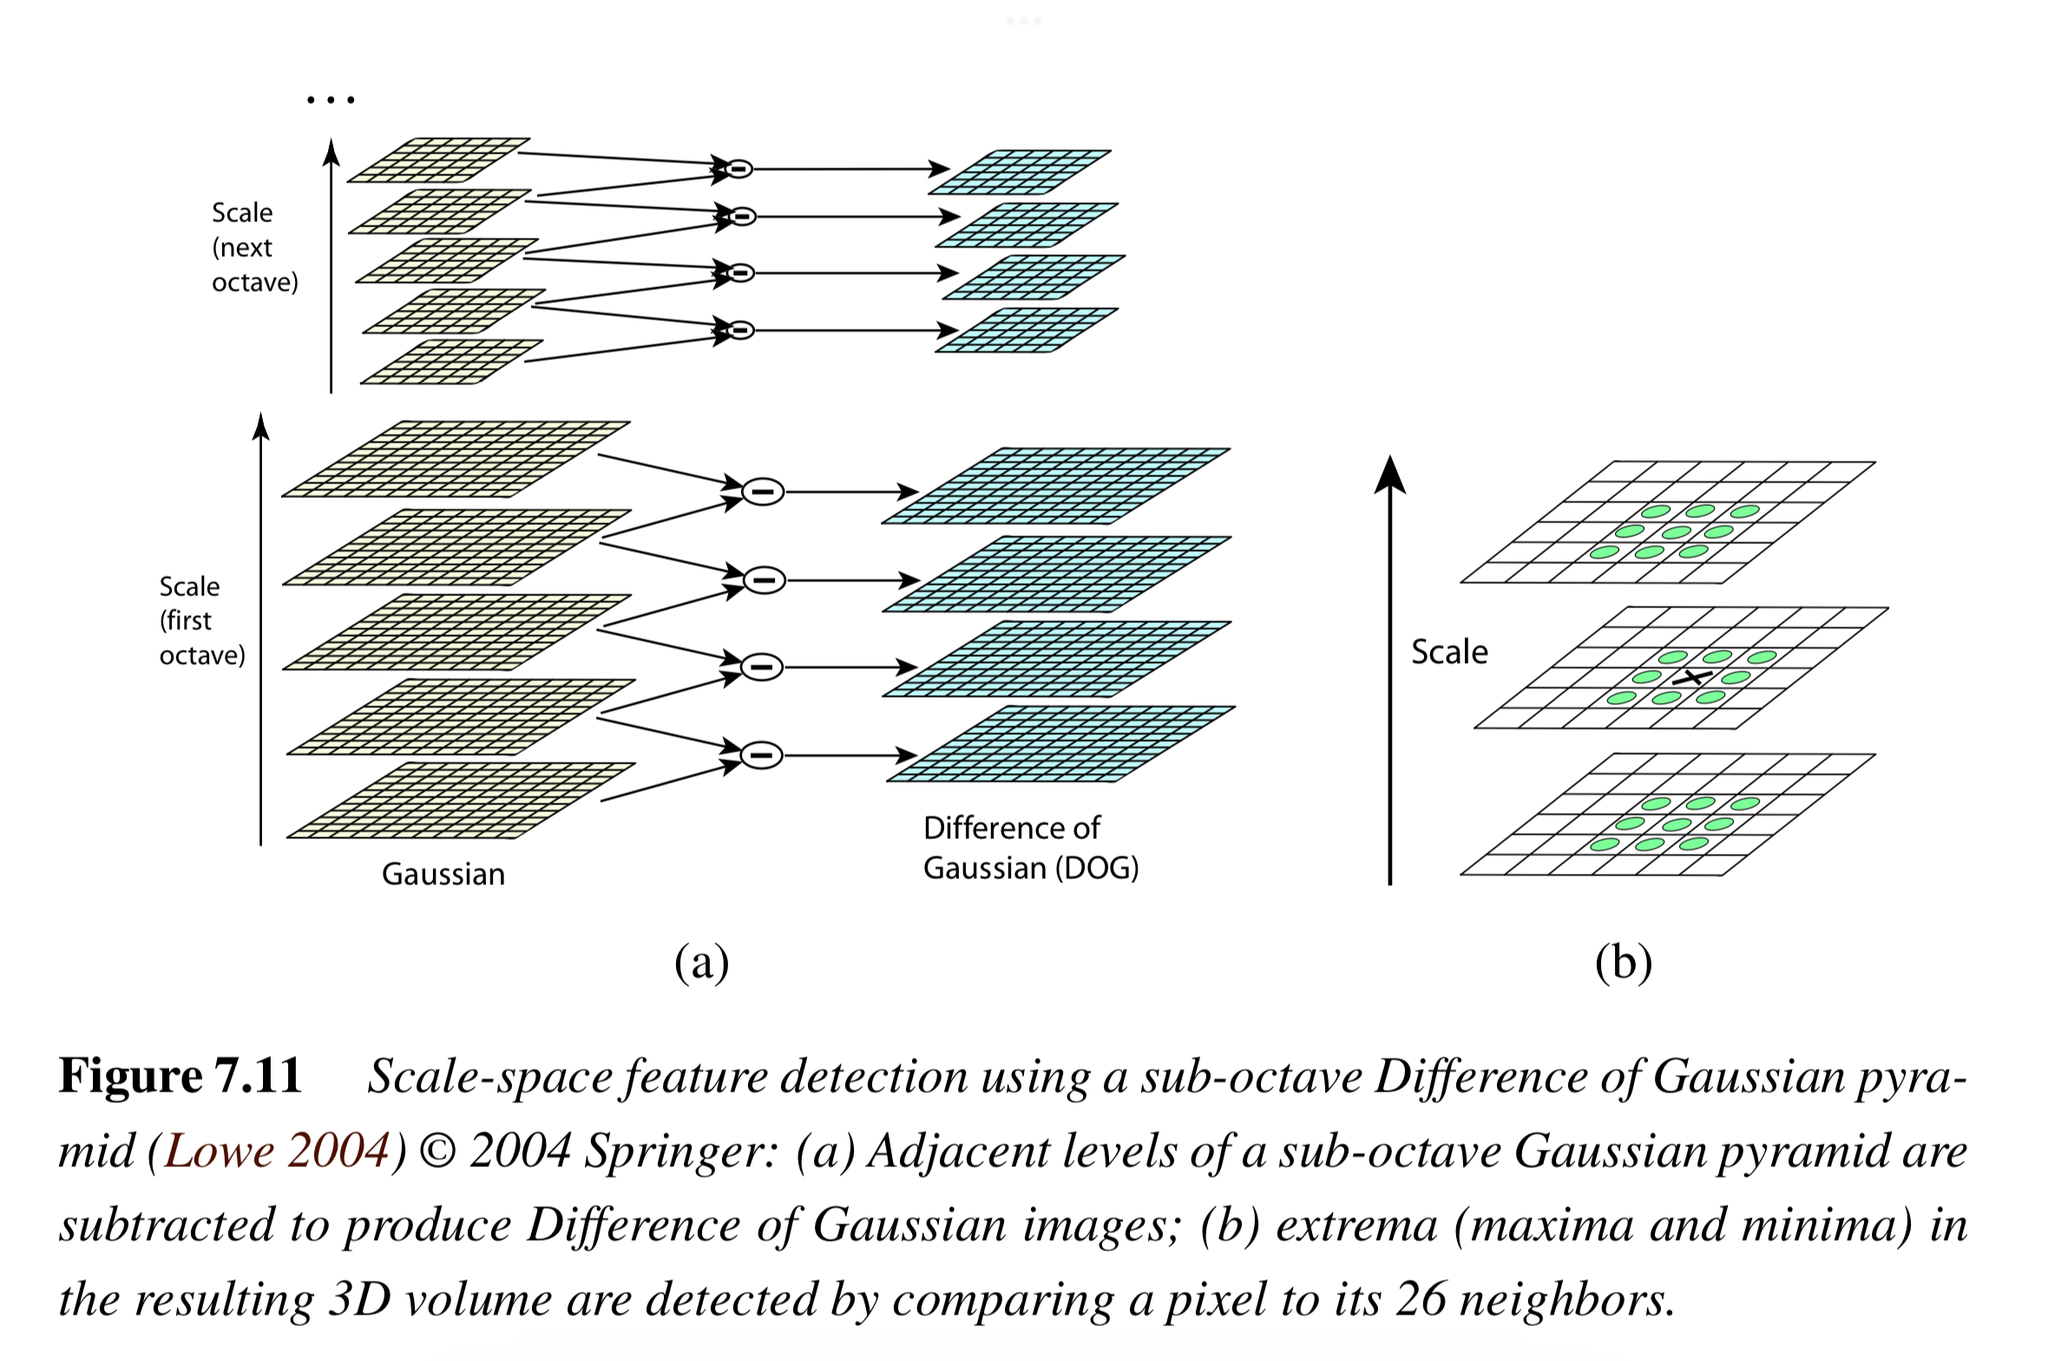 ...
Scale
(next
octave)
Scale
(first
octave)
Gaussian
Difference of
Gaussian (DOG)
(a)
Scale
(b)
Figure 7.11 Scale-space feature detection using a sub-octave Difference of Gaussian pyra-
mid (Lowe 2004) © 2004 Springer: (a) Adjacent levels of a sub-octave Gaussian pyramid are
subtracted to produce Difference of Gaussian images; (b) extrema (maxima and minima) in
the resulting 3D volume are detected by comparing a pixel to its 26 neighbors.